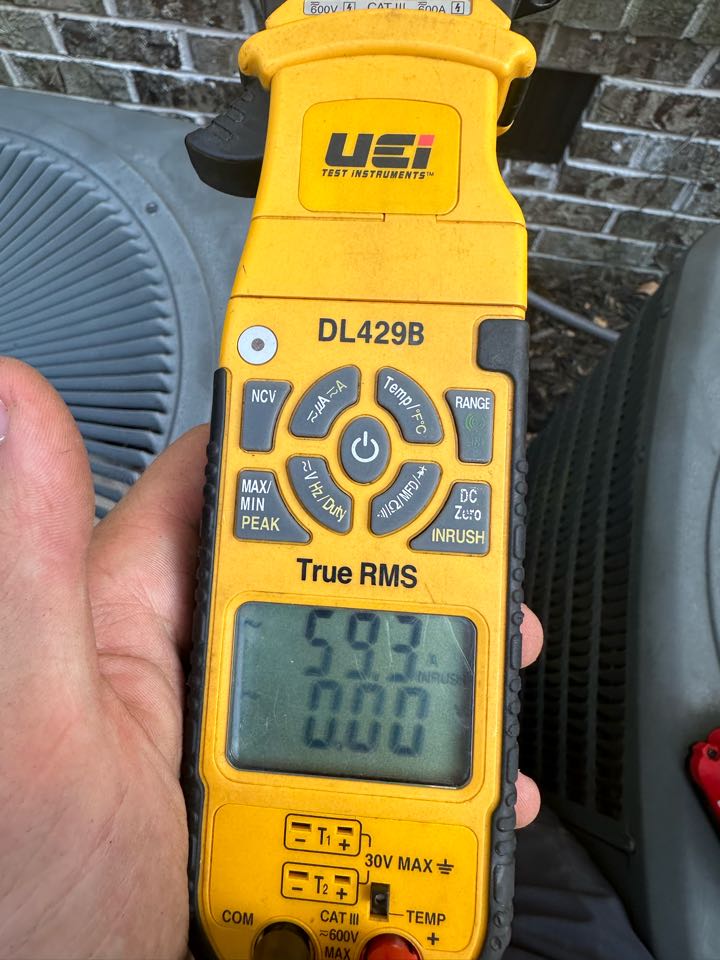 600V CAT III 600A
UEi
TEST INSTRUMENTS™
DL429B
NCV
≂µA≂A
Temp/°F°C
RANGE
MAX/
MIN
PEAK
≂V Hz/Duty
Ω/MFD/
DC
Zero
INRUSH
True RMS
~ 59.3 A
INRUSH
~ 0.00
T1
- +
30V MAX
T2
- +
COM
CAT III
≂600V
MAX
TEMP
+